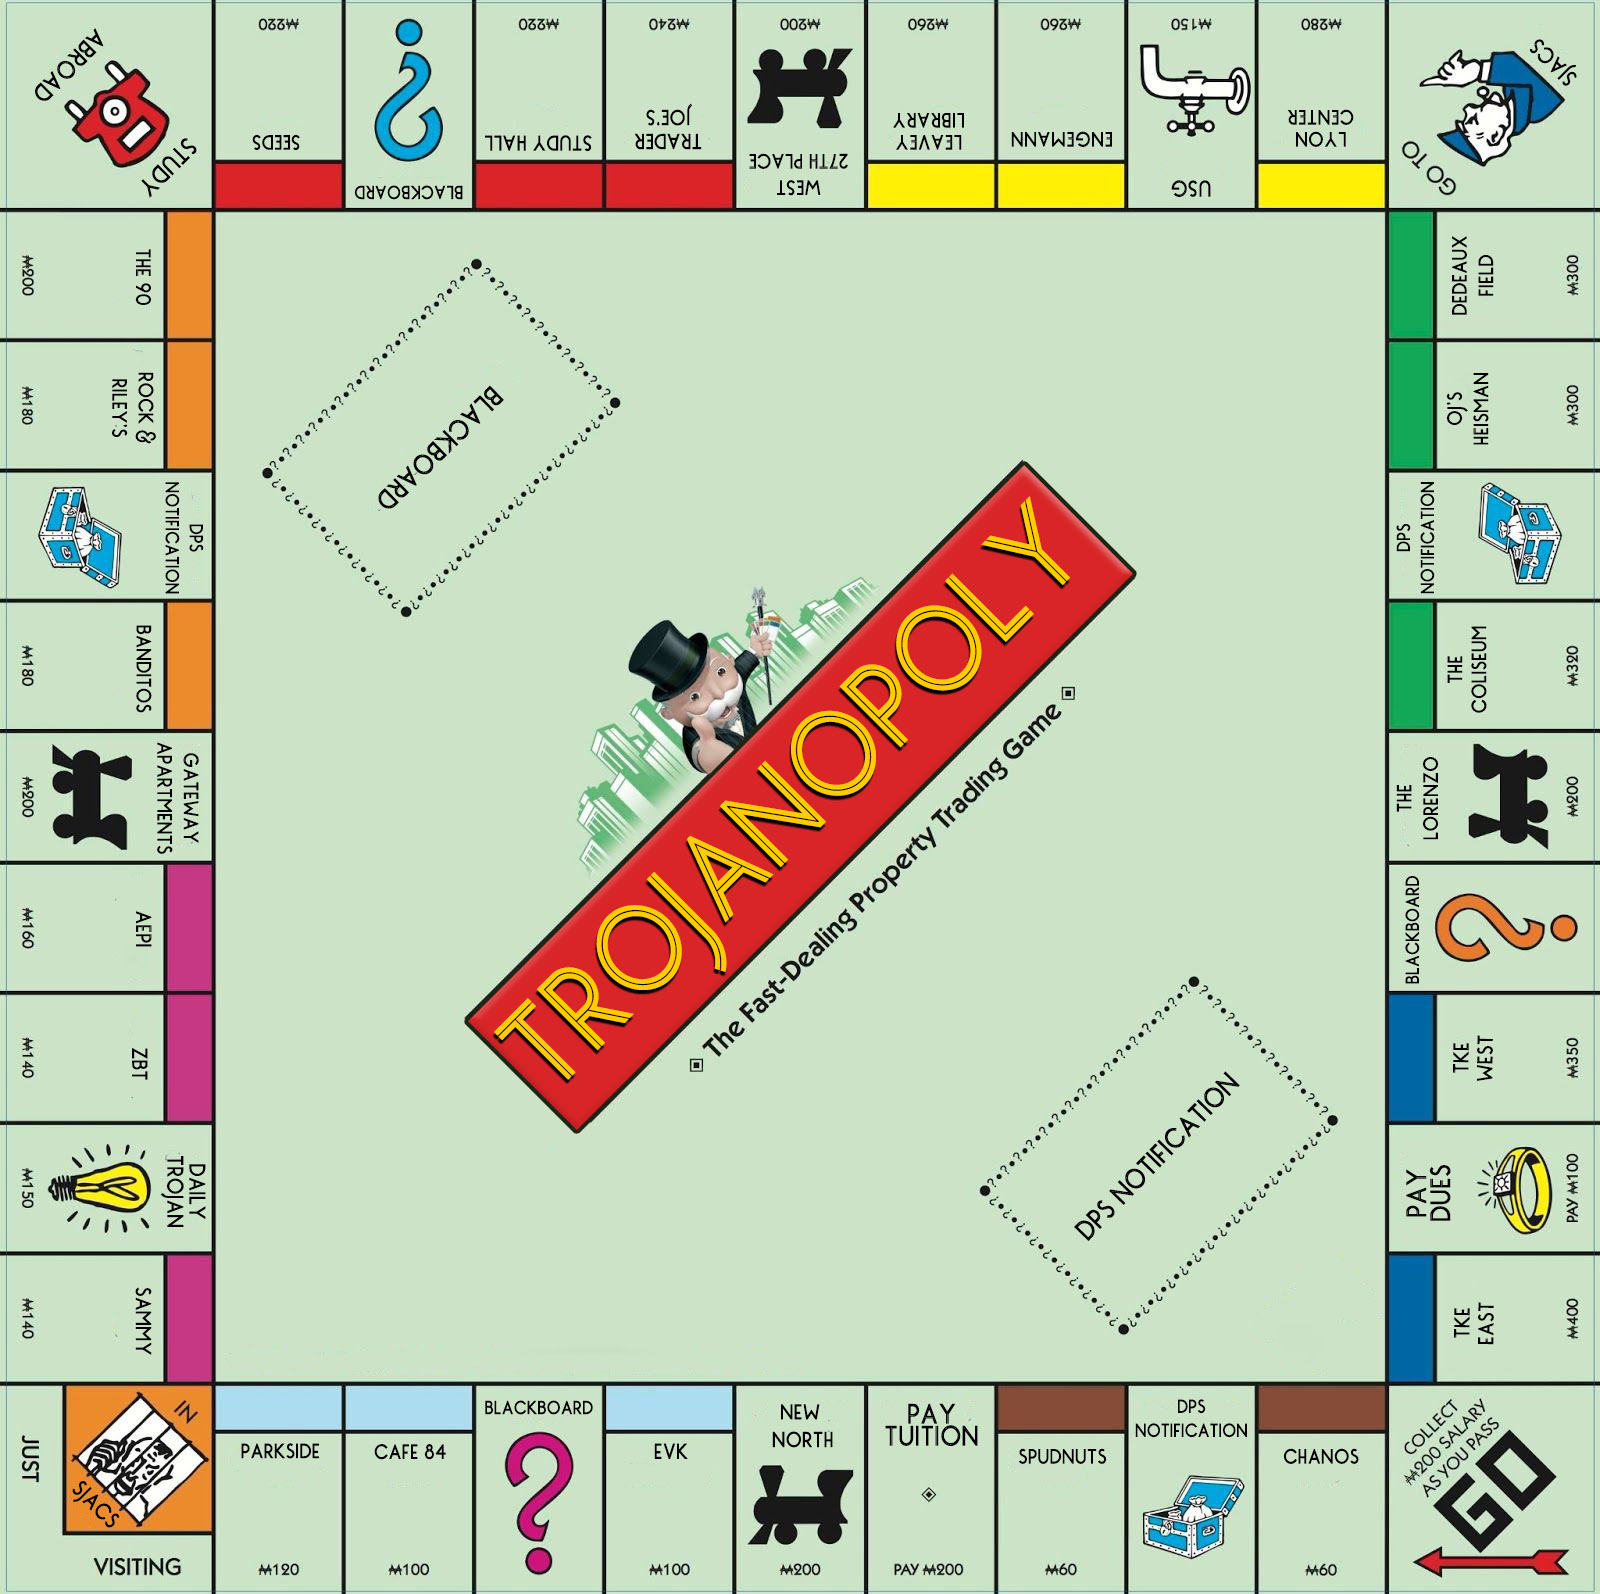 STUDY
ABROAD
₩220
SEEDS
BLACKBOARD
₩220
STUDY HALL
₩240
TRADER
JOE'S
₩200
WEST
27TH PLACE
₩260
LEAVEY
LIBRARY
₩260
ENGEMANN
₩150
USG
₩280
LYON
CENTER
GO TO
SJACS
DEDEAUX
FIELD
₩300
OJ'S
HEISMAN
₩300
DPS
NOTIFICATION
THE
COLISEUM
₩320
THE
LORENZO
₩200
BLACKBOARD
TKE
WEST
₩350
PAY
DUES
PAY ₩100
TKE
EAST
₩400
COLLECT
₩200 SALARY
AS YOU PASS
GO
CHANOS
₩60
DPS
NOTIFICATION
SPUDNUTS
₩60
PAY
TUITION
PAY ₩200
NEW
NORTH
₩200
EVK
₩100
BLACKBOARD
CAFE 84
₩100
PARKSIDE
₩120
IN
SJACS
JUST
VISITING
SAMMY
₩140
DAILY
TROJAN
₩150
ZBT
₩140
AEPI
₩160
GATEWAY
APARTMENTS
₩200
BANDITOS
₩180
DPS
NOTIFICATION
ROCK &
RILEY'S
₩180
THE 90
₩200
BLACKBOARD
TROJANOPOLY
The Fast-Dealing Property Trading Game
DPS NOTIFICATION